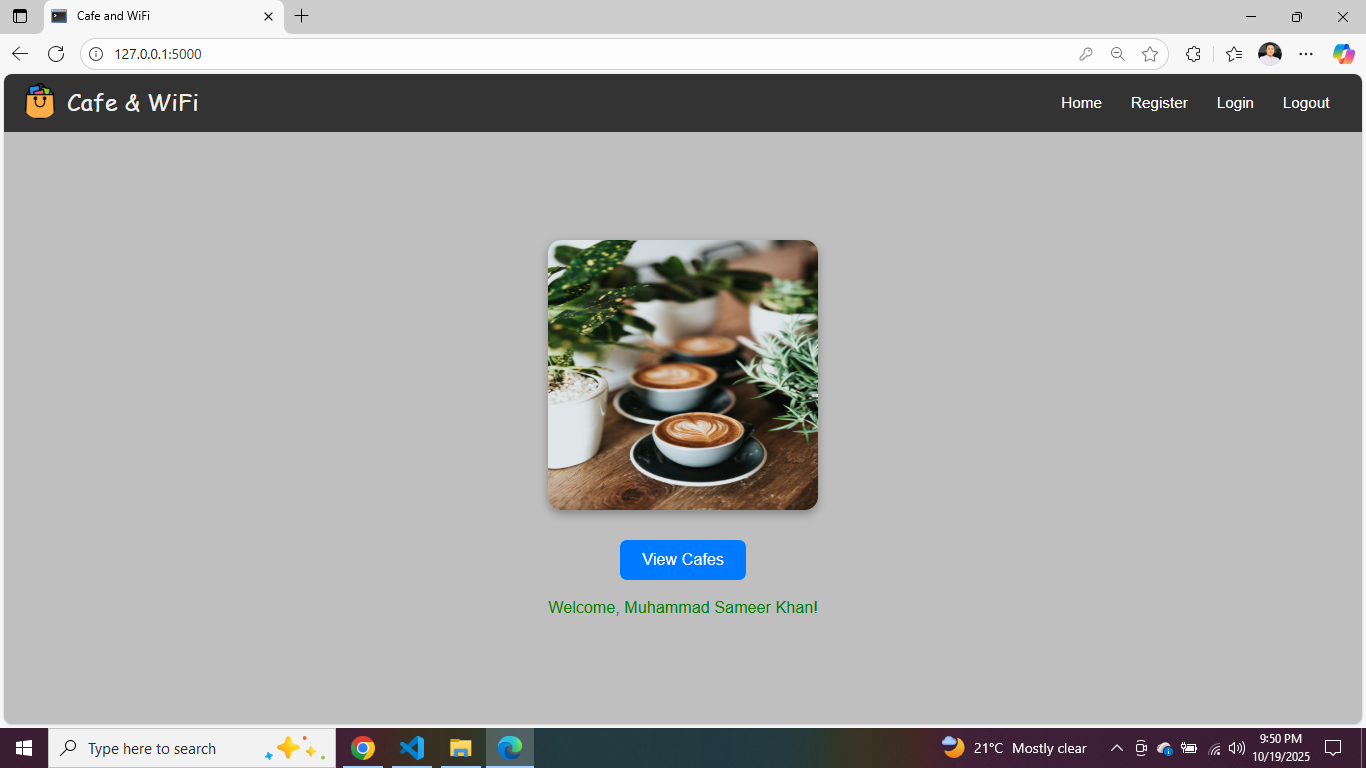 Cafe and WiFi
127.0.0.1:5000
Cafe & WiFi
Home Register Login Logout
View Cafes
Welcome, Muhammad Sameer Khan!
Type here to search
21°C Mostly clear
9:50 PM
10/19/2025